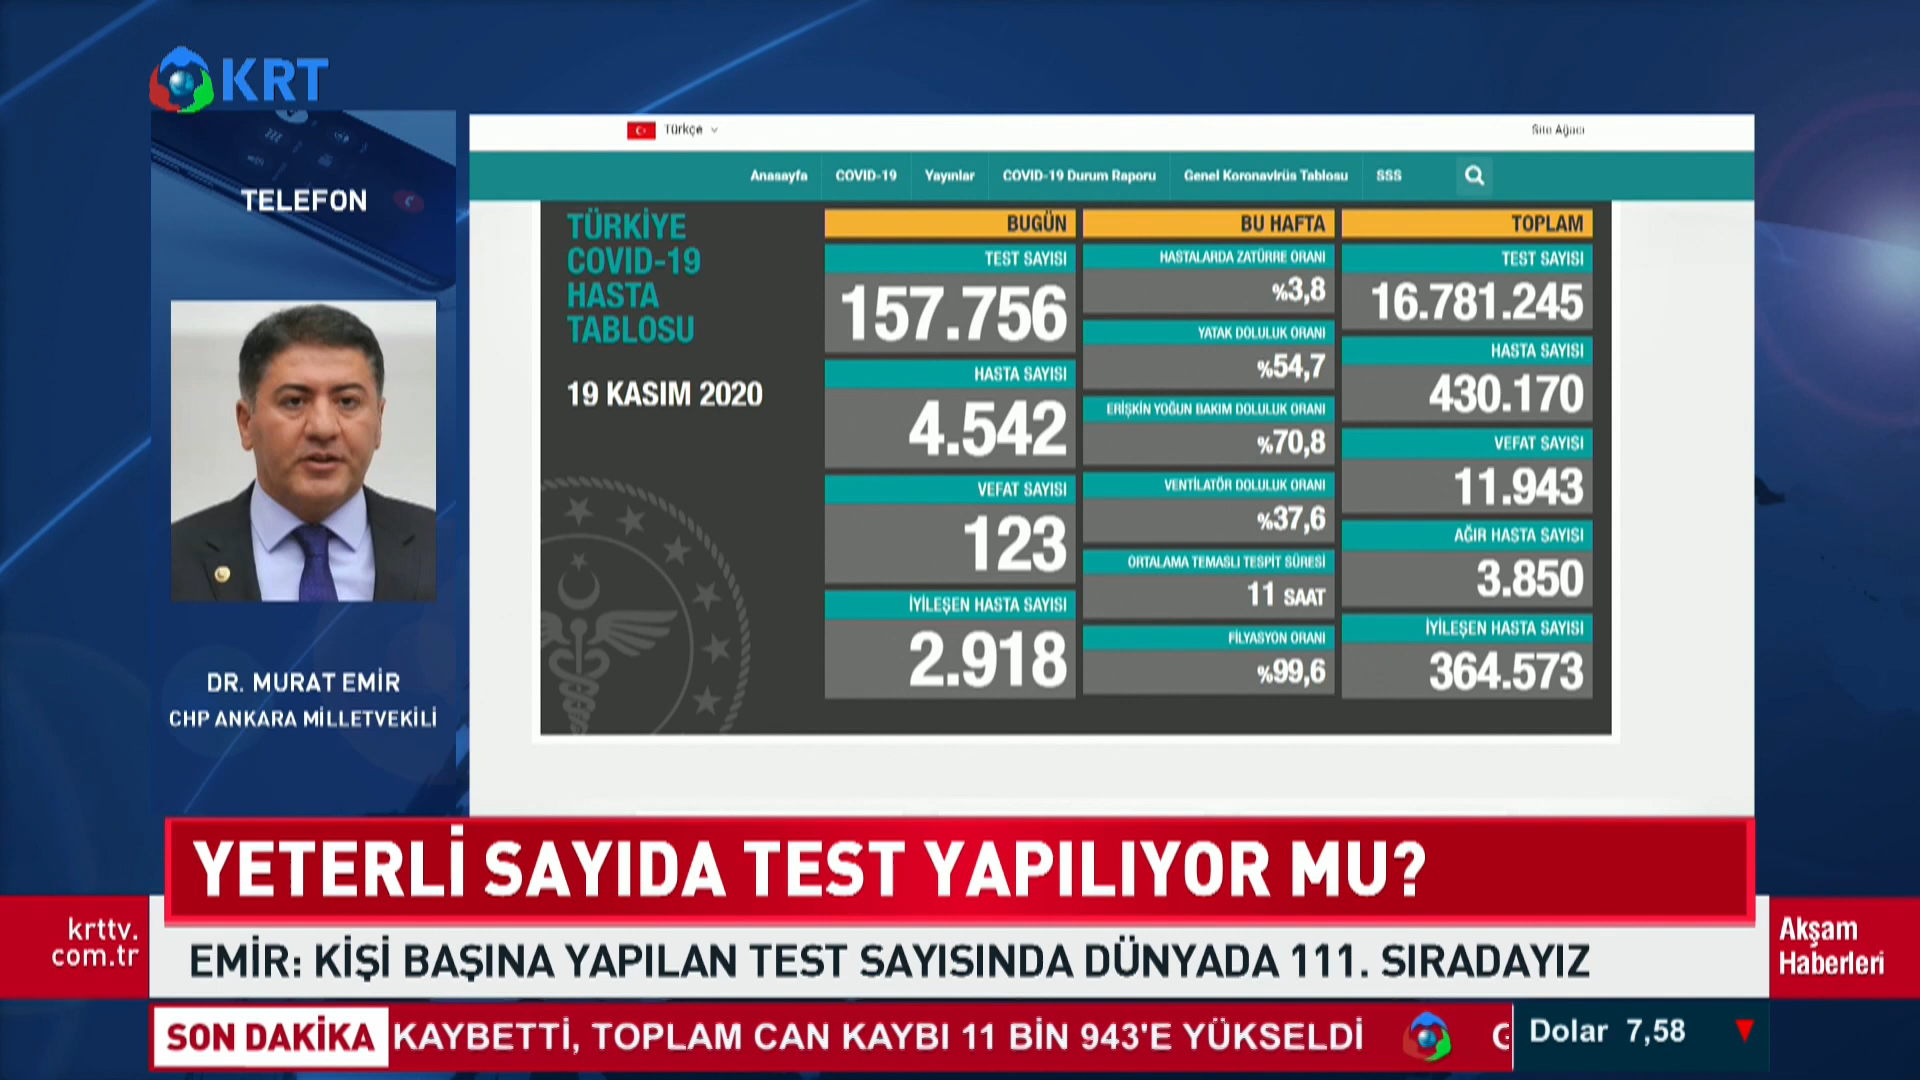 KRT
TELEFON
DR. MURAT EMİR
CHP ANKARA MİLLETVEKİLİ
Türkçe
Site Ağacı
Anasayfa COVID-19 Yayınlar COVID-19 Durum Raporu Genel Koronavirüs Tablosu SSS
TÜRKİYE
COVID-19
HASTA
TABLOSU
19 KASIM 2020
BUGÜN
TEST SAYISI
157.756
HASTA SAYISI
4.542
VEFAT SAYISI
123
İYİLEŞEN HASTA SAYISI
2.918
BU HAFTA
HASTALARDA ZATÜRRE ORANI
%3,8
YATAK DOLULUK ORANI
%54,7
ERİŞKİN YOĞUN BAKIM DOLULUK ORANI
%70,8
VENTİLATÖR DOLULUK ORANI
%37,6
ORTALAMA TEMASLI TESPİT SÜRESİ
11 SAAT
FİLYASYON ORANI
%99,6
TOPLAM
TEST SAYISI
16.781.245
HASTA SAYISI
430.170
VEFAT SAYISI
11.943
AĞIR HASTA SAYISI
3.850
İYİLEŞEN HASTA SAYISI
364.573
YETERLİ SAYIDA TEST YAPILIYOR MU?
krttv.
com.tr
EMİR: KİŞİ BAŞINA YAPILAN TEST SAYISINDA DÜNYADA 111. SIRADAYIZ
Akşam
Haberleri
SON DAKİKA KAYBETTİ, TOPLAM CAN KAYBI 11 BİN 943'E YÜKSELDİ
Dolar 7,58